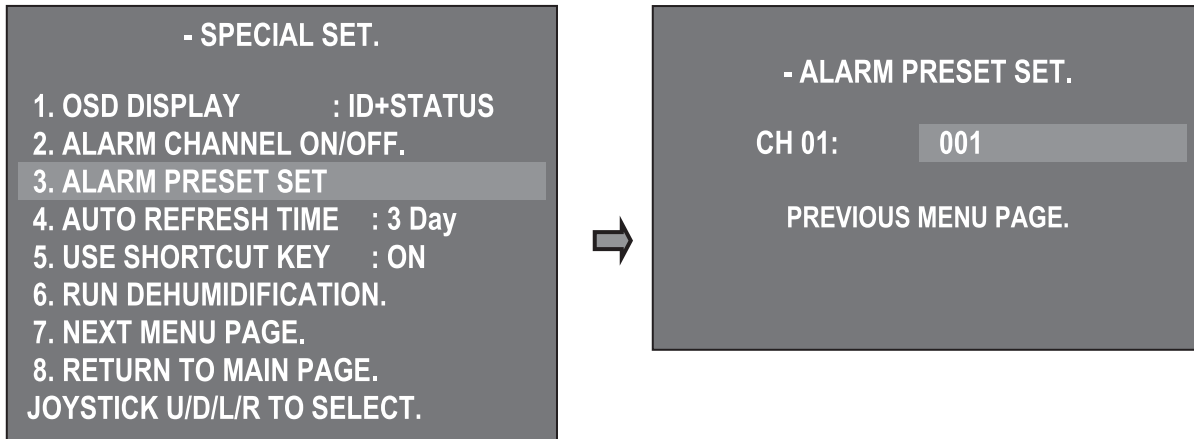 - SPECIAL SET.
1. OSD DISPLAY : ID+STATUS
2. ALARM CHANNEL ON/OFF.
3. ALARM PRESET SET
4. AUTO REFRESH TIME : 3 Day
5. USE SHORTCUT KEY : ON
6. RUN DEHUMIDIFICATION.
7. NEXT MENU PAGE.
8. RETURN TO MAIN PAGE.
JOYSTICK U/D/L/R TO SELECT.
- ALARM PRESET SET.
CH 01: 001
PREVIOUS MENU PAGE.